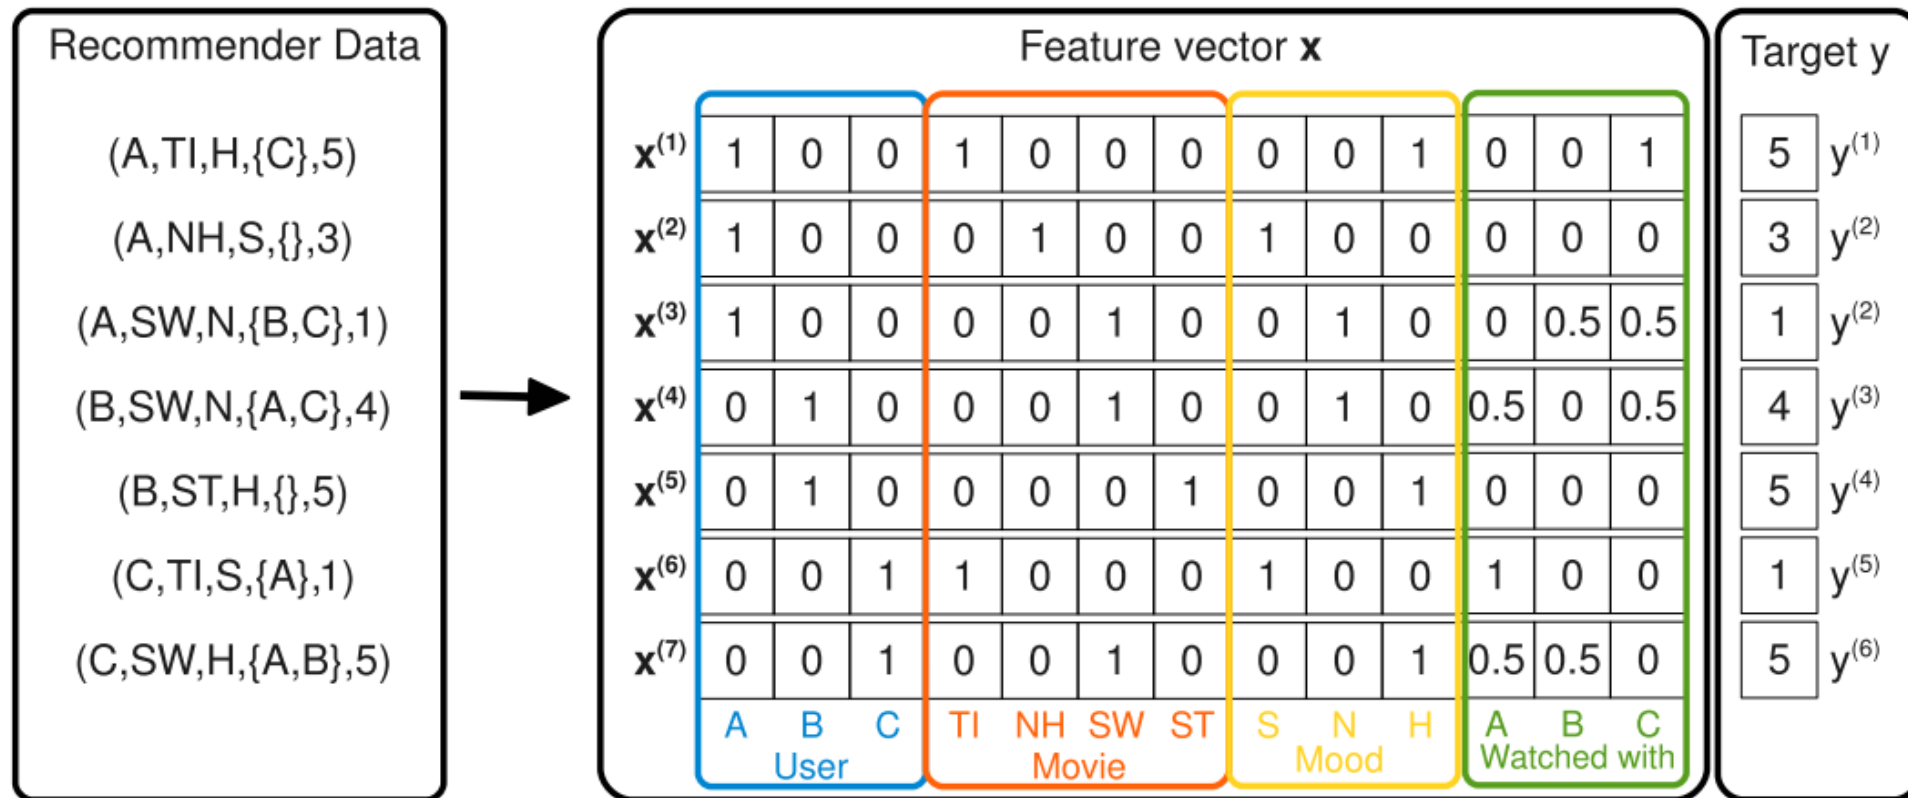 Recommender Data
(A,TI,H,{C},5)
(A,NH,S,{},3)
(A,SW,N,{B,C},1)
(B,SW,N,{A,C},4)
(B,ST,H,{},5)
(C,TI,S,{A},1)
(C,SW,H,{A,B},5)
Feature vector x
x(1) 1 0 0 1 0 0 0 0 0 1 0 0 1
x(2) 1 0 0 0 1 0 0 1 0 0 0 0 0
x(3) 1 0 0 0 0 1 0 0 1 0 0 0.5 0.5
x(4) 0 1 0 0 0 1 0 0 1 0 0.5 0 0.5
x(5) 0 1 0 0 0 0 1 0 0 1 0 0 0
x(6) 0 0 1 1 0 0 0 1 0 0 1 0 0
x(7) 0 0 1 0 0 1 0 0 0 1 0.5 0.5 0
A B C TI NH SW ST S N H A B C
User Movie Mood Watched with
Target y
5 y(1)
3 y(2)
1 y(2)
4 y(3)
5 y(4)
1 y(5)
5 y(6)